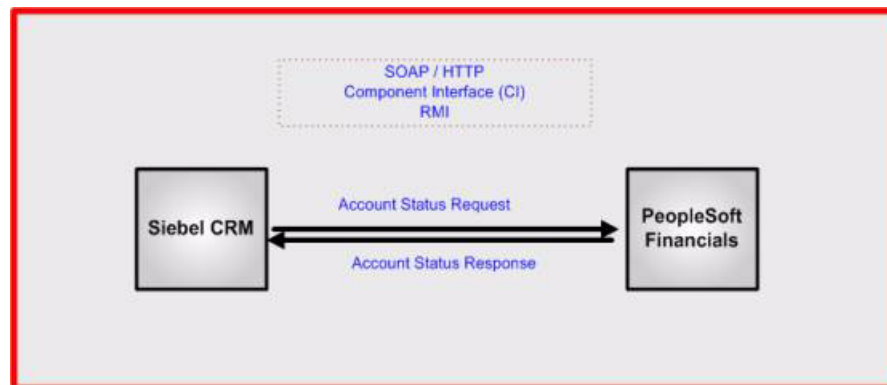 SOAP / HTTP
Component Interface (CI)
RMI
Siebel CRM
Account Status Request
Account Status Response
PeopleSoft
Financials